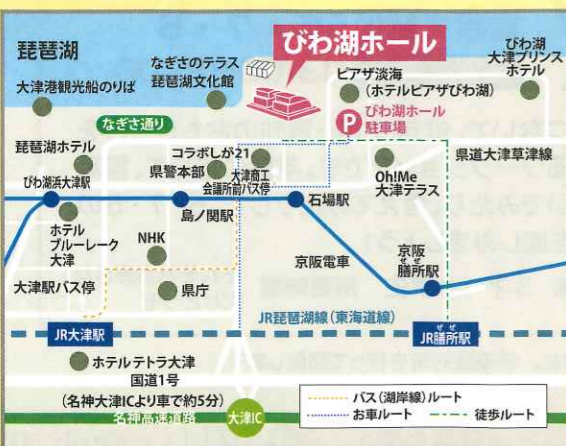 琵琶湖
びわ湖ホール
なぎさのテラス
琵琶湖文化館
大津港観光船のりば
ピアザ淡海
(ホテルピアザびわ湖)
びわ湖
大津プリンス
ホテル
P
びわ湖ホール
駐車場
なぎさ通り
琵琶湖ホテル
びわ湖浜大津駅
コラボしが21
県警本部
大津商工
会議所前バス停
Oh!Me
大津テラス
県道大津草津線
島ノ関駅
石場駅
ホテル
ブルーレーク
大津
NHK
京阪電車
京阪
膳所駅
ぜぜ
大津駅バス停
県庁
JR琵琶湖線(東海道線)
JR大津駅
JR膳所駅
ぜぜ
ホテルテトラ大津
国道1号
(名神大津ICより車で約5分)
名神高速道路
大津IC
バス(湖岸線)ルート
お車ルート
徒歩ルート